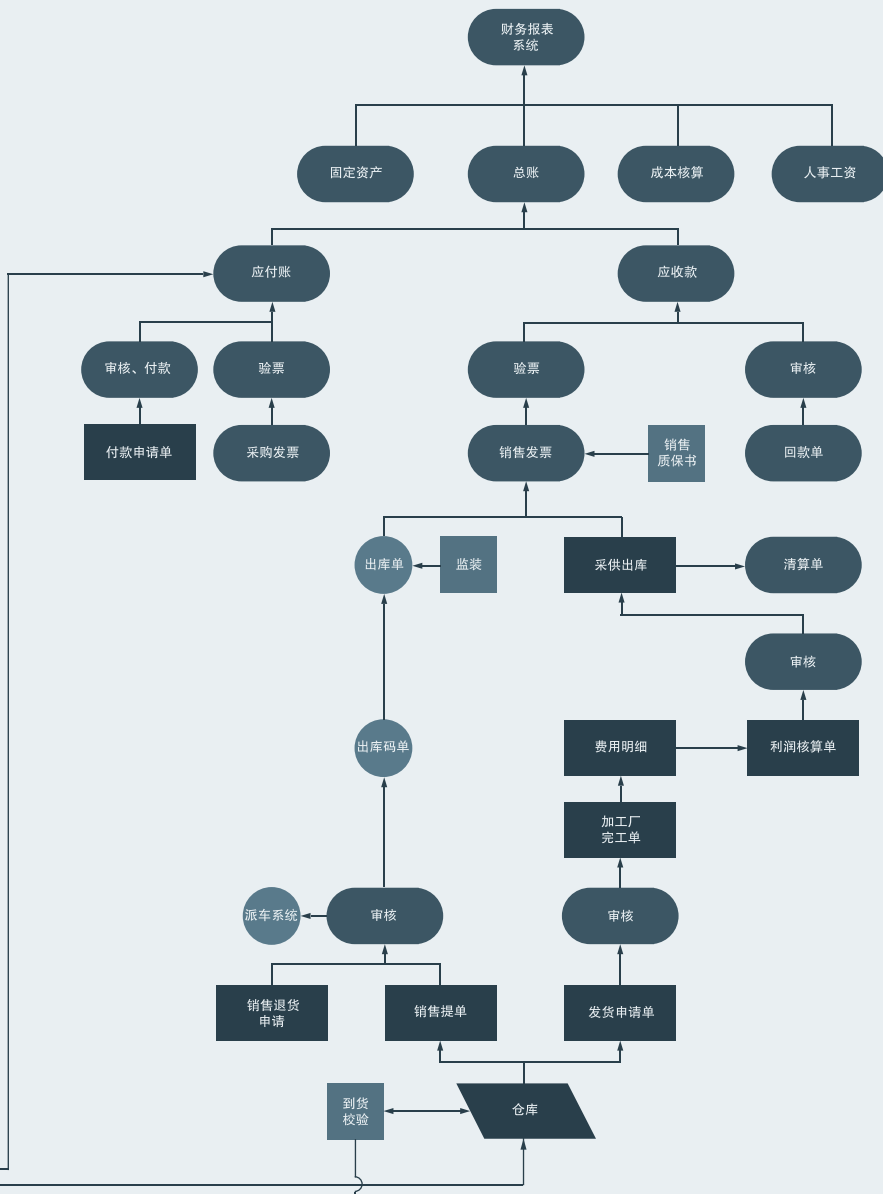 财务报表
系统
固定资产
总账
成本核算
人事工资
应付账
应收款
审核、付款
验票
验票
审核
付款申请单
采购发票
销售发票
销售
质保书
回款单
出库单
监装
采供出库
清算单
审核
出库码单
费用明细
利润核算单
加工厂
完工单
派车系统
审核
审核
销售退货
申请
销售提单
发货申请单
到货
校验
仓库